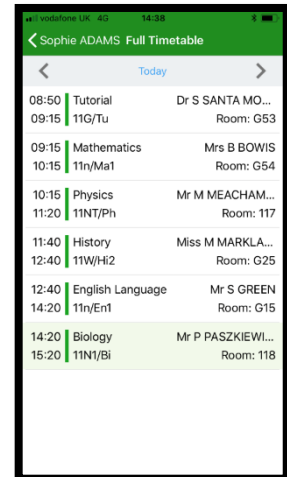 vodafone UK 4G 14:38
Sophie ADAMS Full Timetable
Today
08:50 Tutorial Dr S SANTA MO...
09:15 11G/Tu Room: G53
09:15 Mathematics Mrs B BOWIS
10:15 11n/Ma1 Room: G54
10:15 Physics Mr M MEACHAM...
11:20 11NT/Ph Room: 117
11:40 History Miss M MARKLA...
12:40 11W/Hi2 Room: G25
12:40 English Language Mr S GREEN
14:20 11n/En1 Room: G15
14:20 Biology Mr P PASZKIEWI...
15:20 11N1/Bi Room: 118